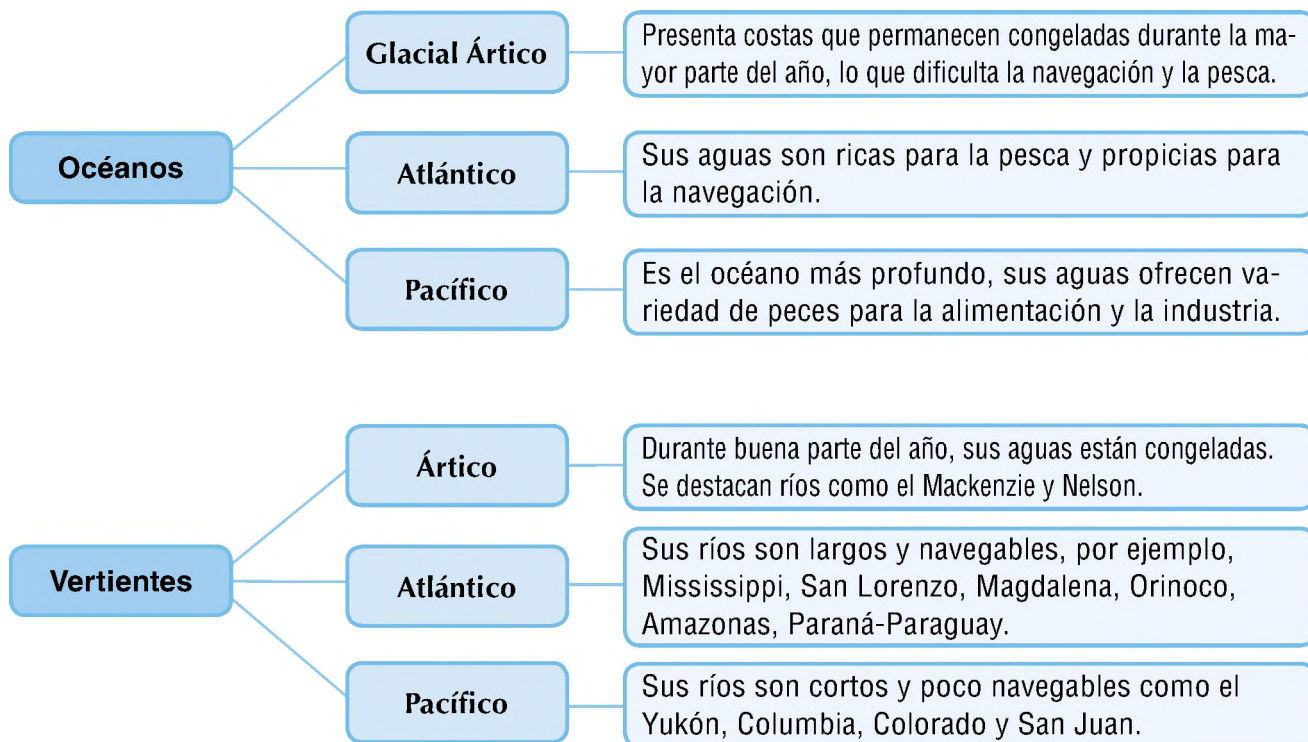 Océanos
Glacial Ártico
Presenta costas que permanecen congeladas durante la ma-
yor parte del año, lo que dificulta la navegación y la pesca.
Atlántico
Sus aguas son ricas para la pesca y propicias para
la navegación.
Pacífico
Es el océano más profundo, sus aguas ofrecen va-
riedad de peces para la alimentación y la industria.
Vertientes
Ártico
Durante buena parte del año, sus aguas están congeladas.
Se destacan ríos como el Mackenzie y Nelson.
Atlántico
Sus ríos son largos y navegables, por ejemplo,
Mississippi, San Lorenzo, Magdalena, Orinoco,
Amazonas, Paraná-Paraguay.
Pacífico
Sus ríos son cortos y poco navegables como el
Yukón, Columbia, Colorado y San Juan.